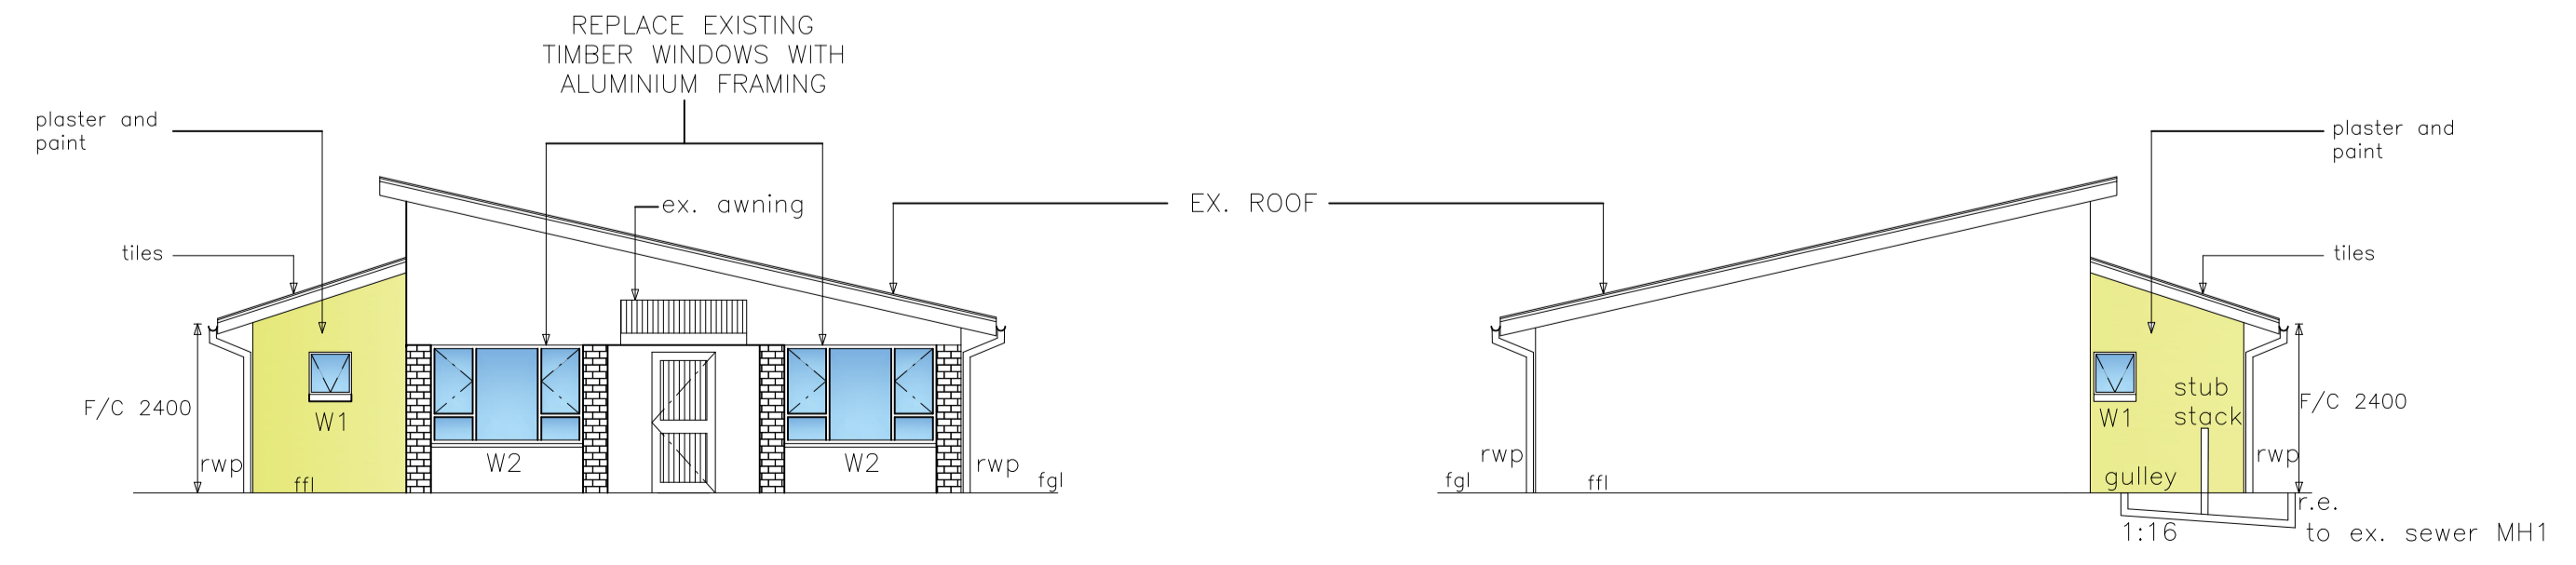 REPLACE EXISTING
TIMBER WINDOWS WITH
ALUMINIUM FRAMING
plaster and
paint
tiles
ex. awning
EX. ROOF
F/C 2400
W1
rwp
ffl
W2
W2
rwp
fgl
plaster and
paint
tiles
stub
stack
W1
F/C 2400
rwp
rwp
fgl
ffl
gulley
r.e.
1:16
to ex. sewer MH1